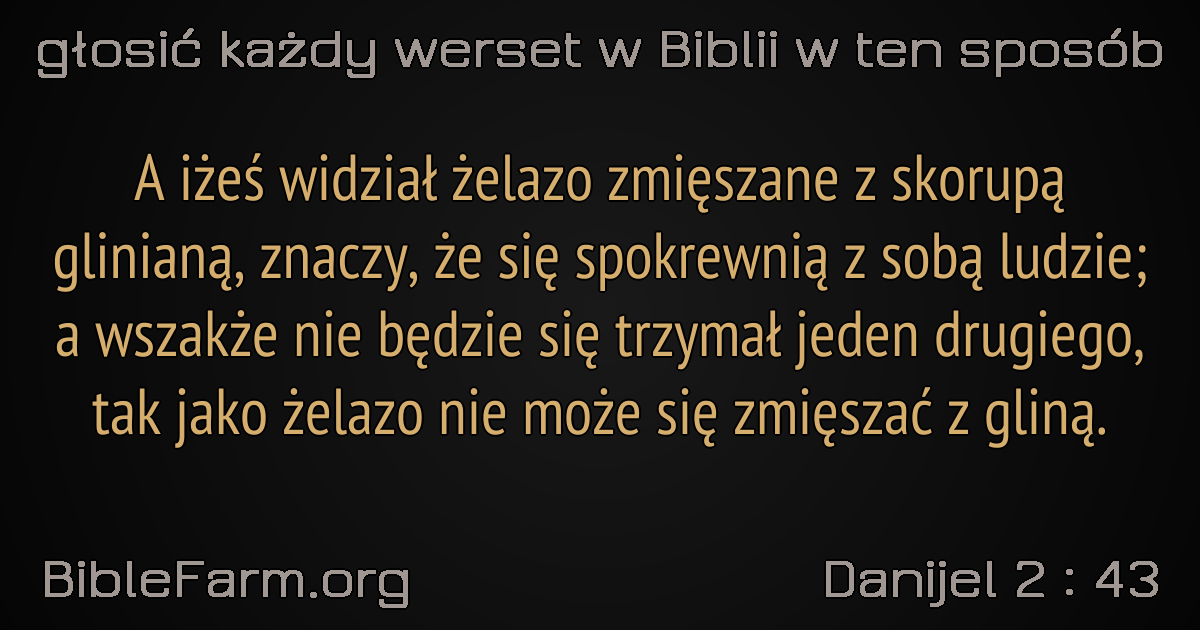 głosić każdy werset w Biblii w ten sposób
A iżeś widział żelazo zmięszane z skorupą
glinianą, znaczy, że się spokrewnią z sobą ludzie;
a wszakże nie będzie się trzymał jeden drugiego,
tak jako żelazo nie może się zmięszać z gliną.
BibleFarm.org
Danijel 2 : 43